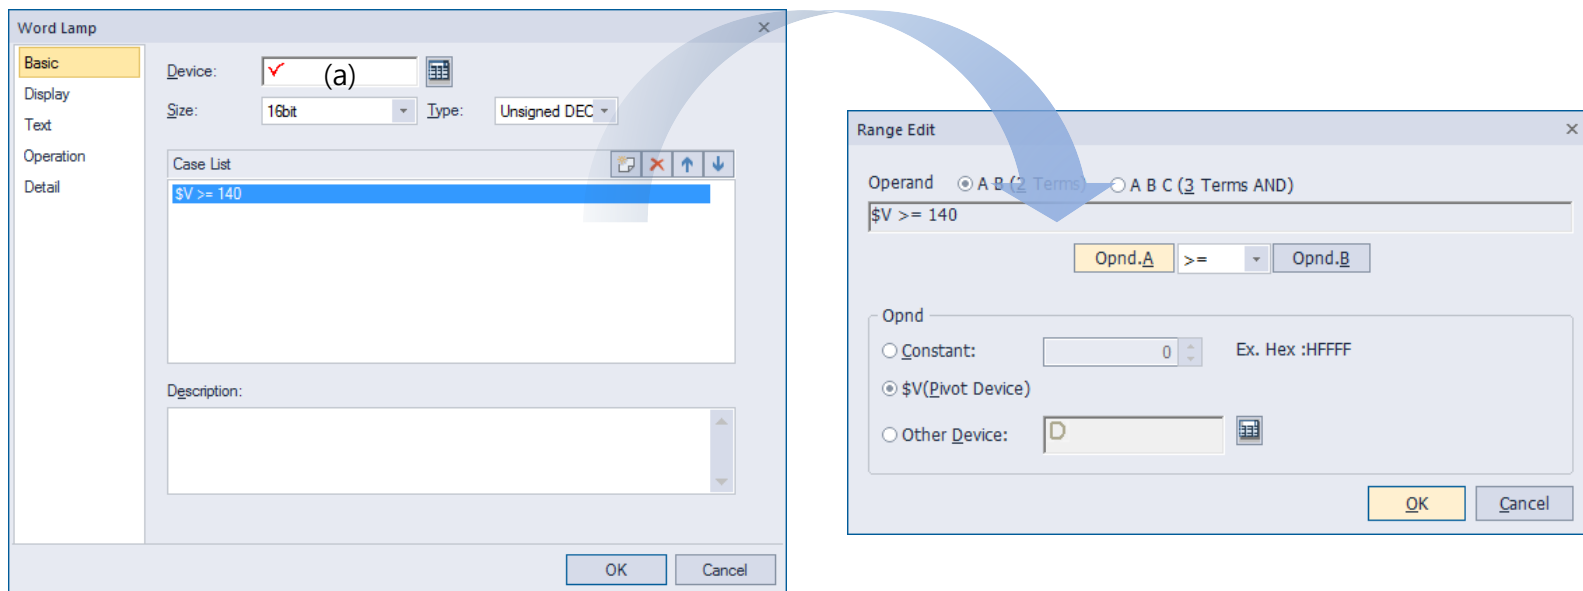 Word Lamp
Basic
Display
Text
Operation
Detail
Device: (a)
Size: 16bit Type: Unsigned DEC
Case List
$V >= 140
Description:
OK Cancel
Range Edit
Operand A B (2 Terms) A B C (3 Terms AND)
$V >= 140
Opnd.A >= Opnd.B
Opnd
Constant: 0 Ex. Hex :HFFFF
$V(Pivot Device)
Other Device: D
OK Cancel